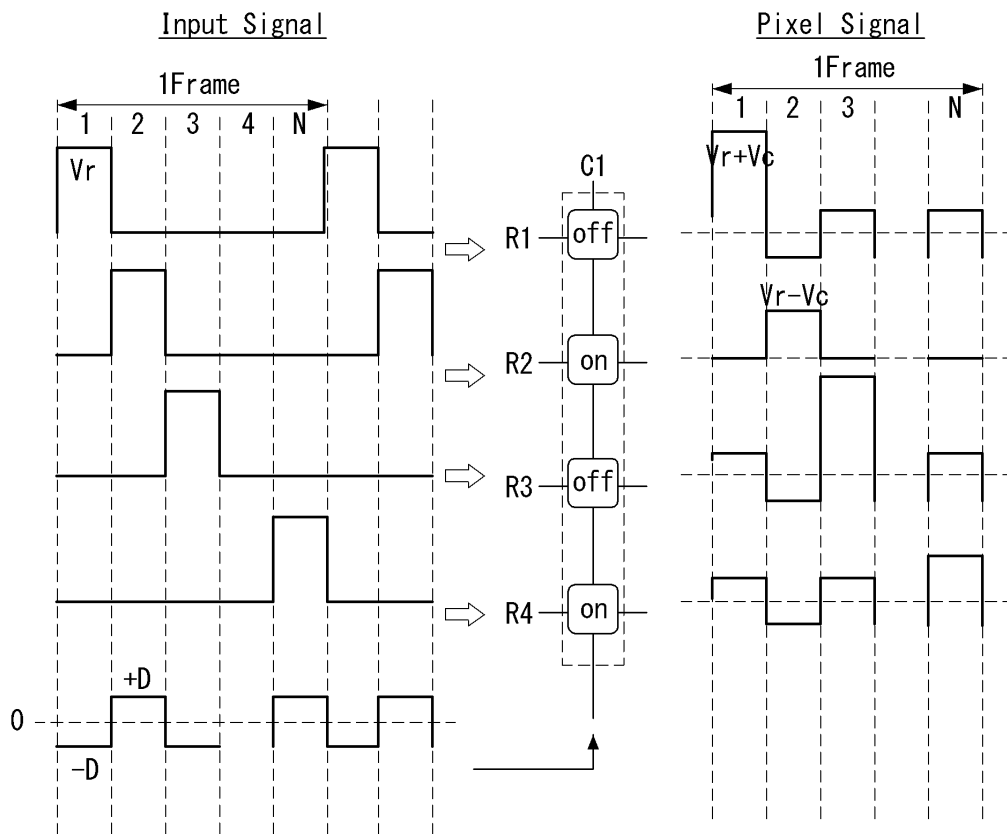 Input Signal
Pixel Signal
1Frame
1Frame
1 2 3 4 N
1 2 3 N
Vr
Vr+Vc
C1
R1 off
Vr−Vc
R2 on
R3 off
R4 on
+D
0
−D